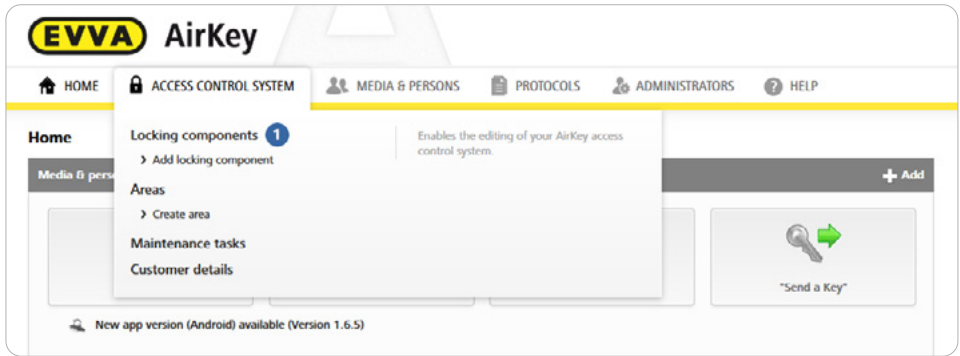 EVVA AirKey
HOME ACCESS CONTROL SYSTEM MEDIA & PERSONS PROTOCOLS ADMINISTRATORS ? HELP
Home
Locking components 1
› Add locking component
Areas
› Create area
Maintenance tasks
Customer details
Enables the editing of your AirKey access
control system.
Media & pers
+ Add
"Send a Key"
New app version (Android) available (Version 1.6.5)